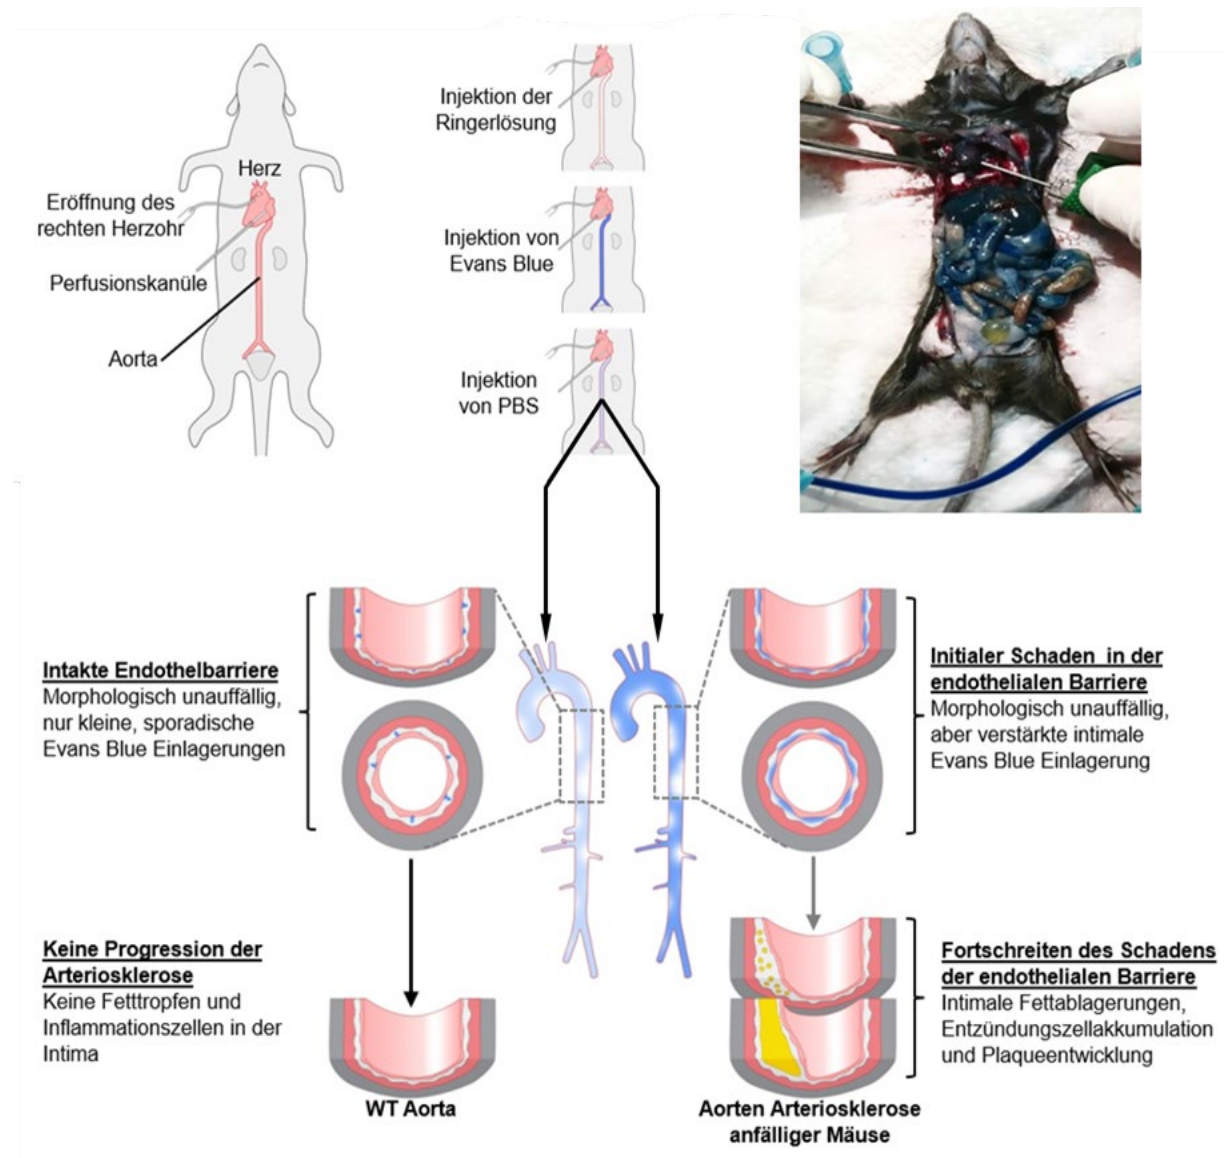 Herz
Eröffnung des
rechten Herzohr
Perfusionskanüle
Aorta
Injektion der
Ringerlösung
Injektion von
Evans Blue
Injektion
von PBS
Intakte Endothelbarriere
Morphologisch unauffällig,
nur kleine, sporadische
Evans Blue Einlagerungen
Initialer Schaden in der
endothelialen Barriere
Morphologisch unauffällig,
aber verstärkte intimale
Evans Blue Einlagerung
Keine Progression der
Arteriosklerose
Keine Fetttropfen und
Inflammationszellen in der
Intima
WT Aorta
Fortschreiten des Schadens
der endothelialen Barriere
Intimale Fettablagerungen,
Entzündungszellakkumulation
und Plaqueentwicklung
Aorten Arteriosklerose
anfälliger Mäuse